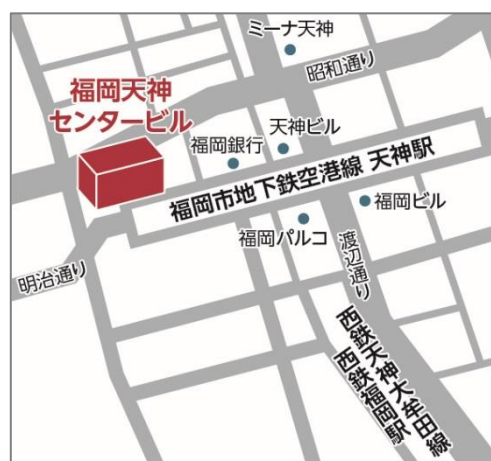 ミーナ天神
昭和通り
福岡天神
センタービル
天神ビル
福岡銀行
福岡市地下鉄空港線 天神駅
福岡ビル
福岡パルコ
渡辺通り
明治通り
西鉄天神大牟田線
西鉄福岡駅